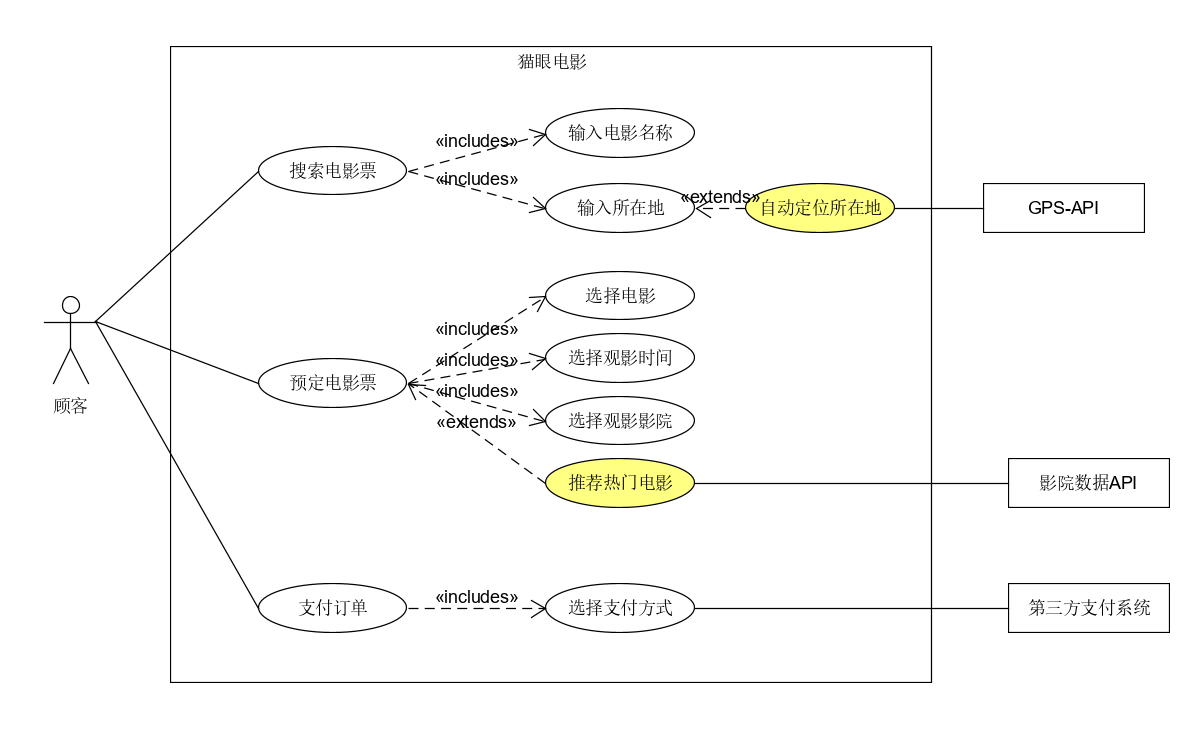 猫眼电影
«includes»
输入电影名称
搜索电影票
«includes»
输入所在地
«extends»
自动定位所在地
GPS-API
选择电影
«includes»
选择观影时间
«includes»
预定电影票
«includes»
选择观影影院
«extends»
顾客
推荐热门电影
影院数据API
支付订单
«includes»
选择支付方式
第三方支付系统